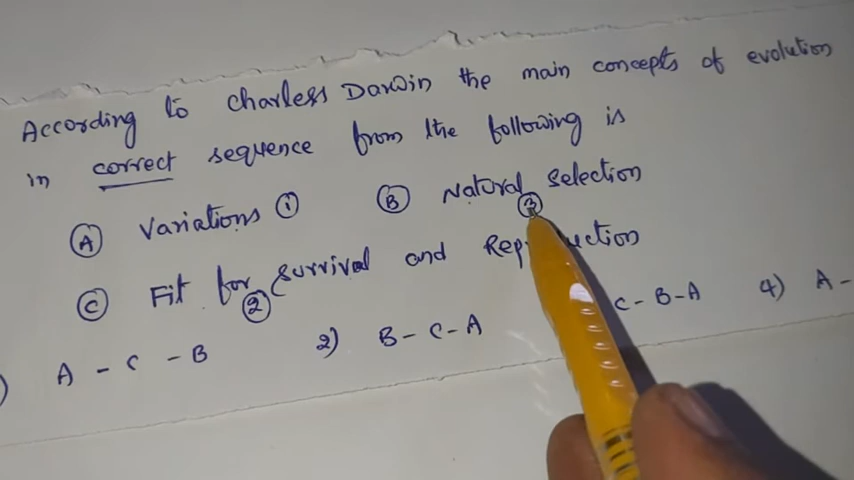 According to charless Darwin the main concepts of evolution
in correct sequence from the following is
Ⓐ Variations ① Ⓑ Natural selection
③
Ⓒ Fit for survival and
②
) A - C - B 2) B - C - A C - B - A 4) A -